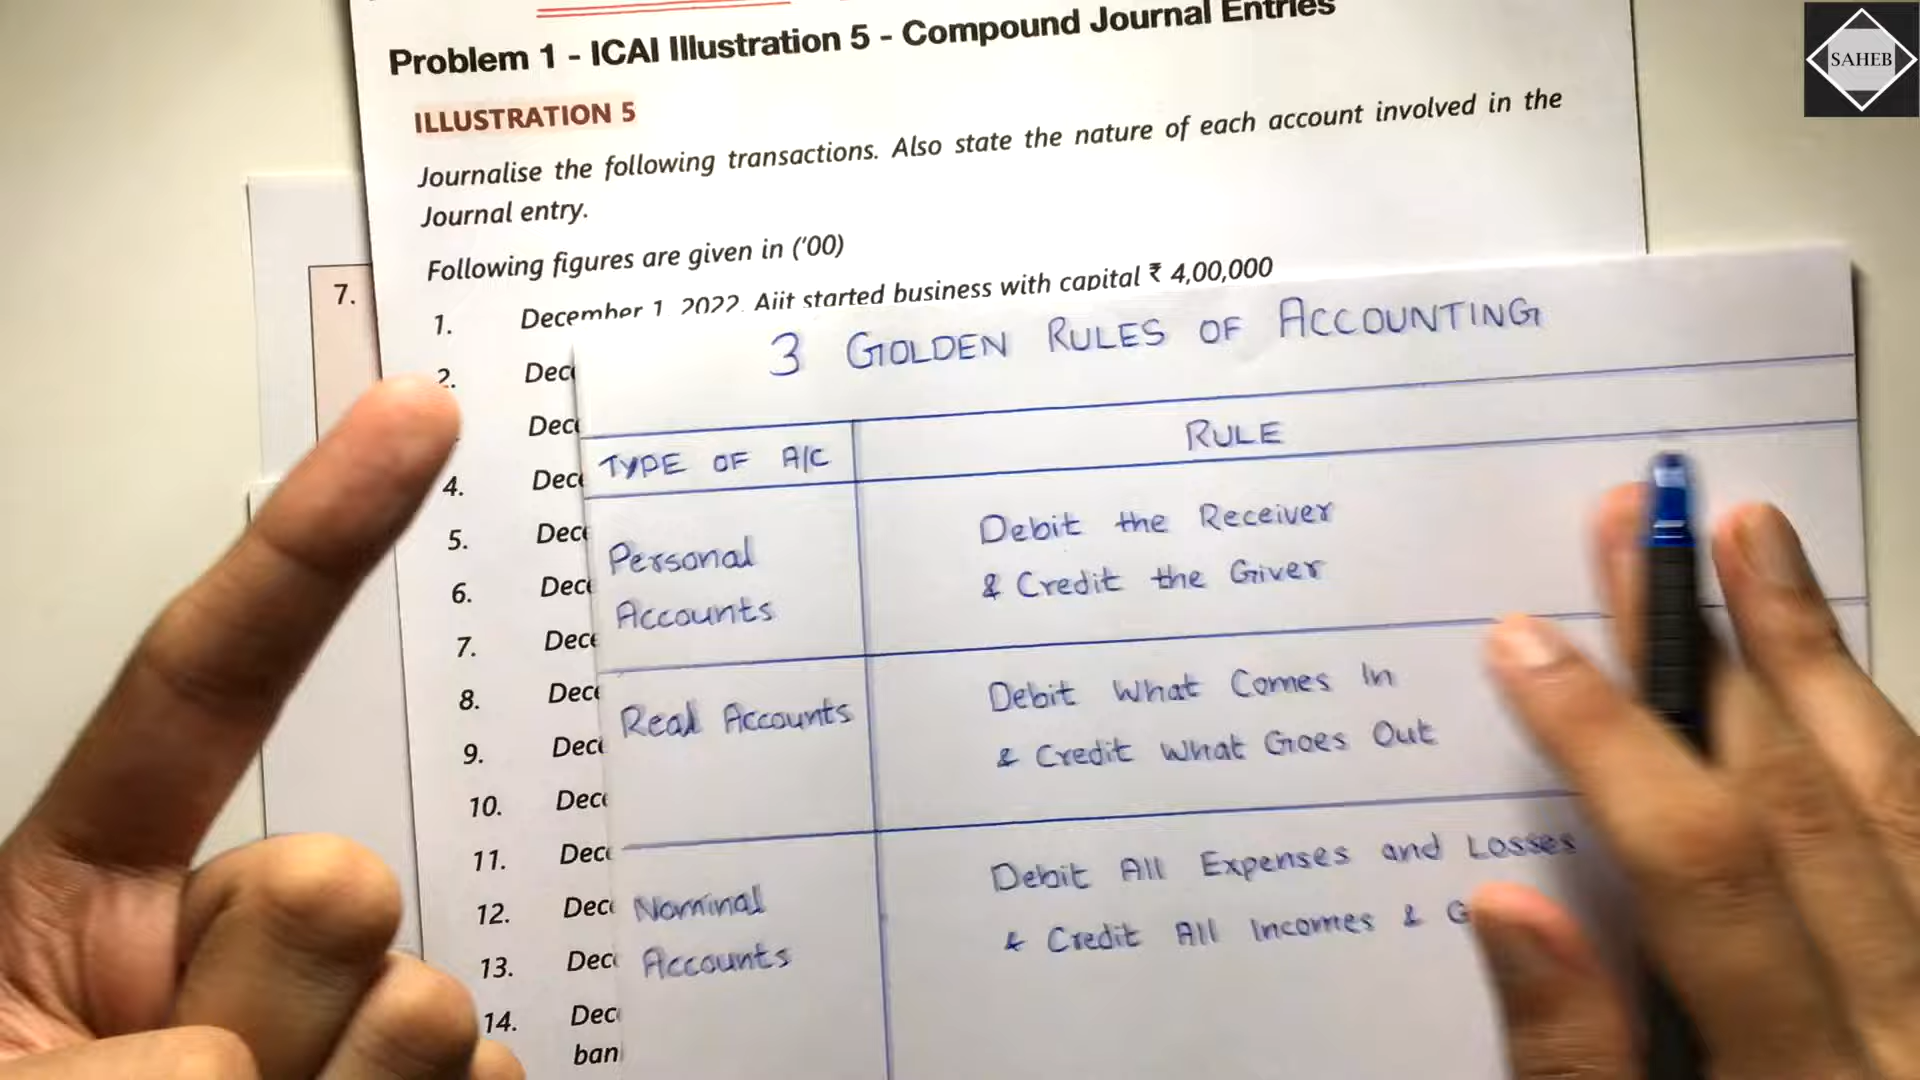 SAHEB
Problem 1 - ICAI Illustration 5 - Compound Journal Entries
ILLUSTRATION 5
Journalise the following transactions. Also state the nature of each account involved in the
Journal entry.
Following figures are given in ('00)
7.
1. December 1, 2022, Ajit started business with capital ₹ 4,00,000
2. Dec
Dec
4. Dec
5. Dec
6. Dec
7. Dec
8. Dec
9. Dec
10. Dec
11. Dec
12. Dec
13. Dec
14. Dec
ban
3 GOLDEN RULES OF ACCOUNTING
TYPE OF A/C
RULE
Personal
Accounts
Debit the Receiver
& Credit the Giver
Real Accounts
Debit What Comes In
& Credit What Goes Out
Nominal
Accounts
Debit All Expenses and Losses
& Credit All Incomes &